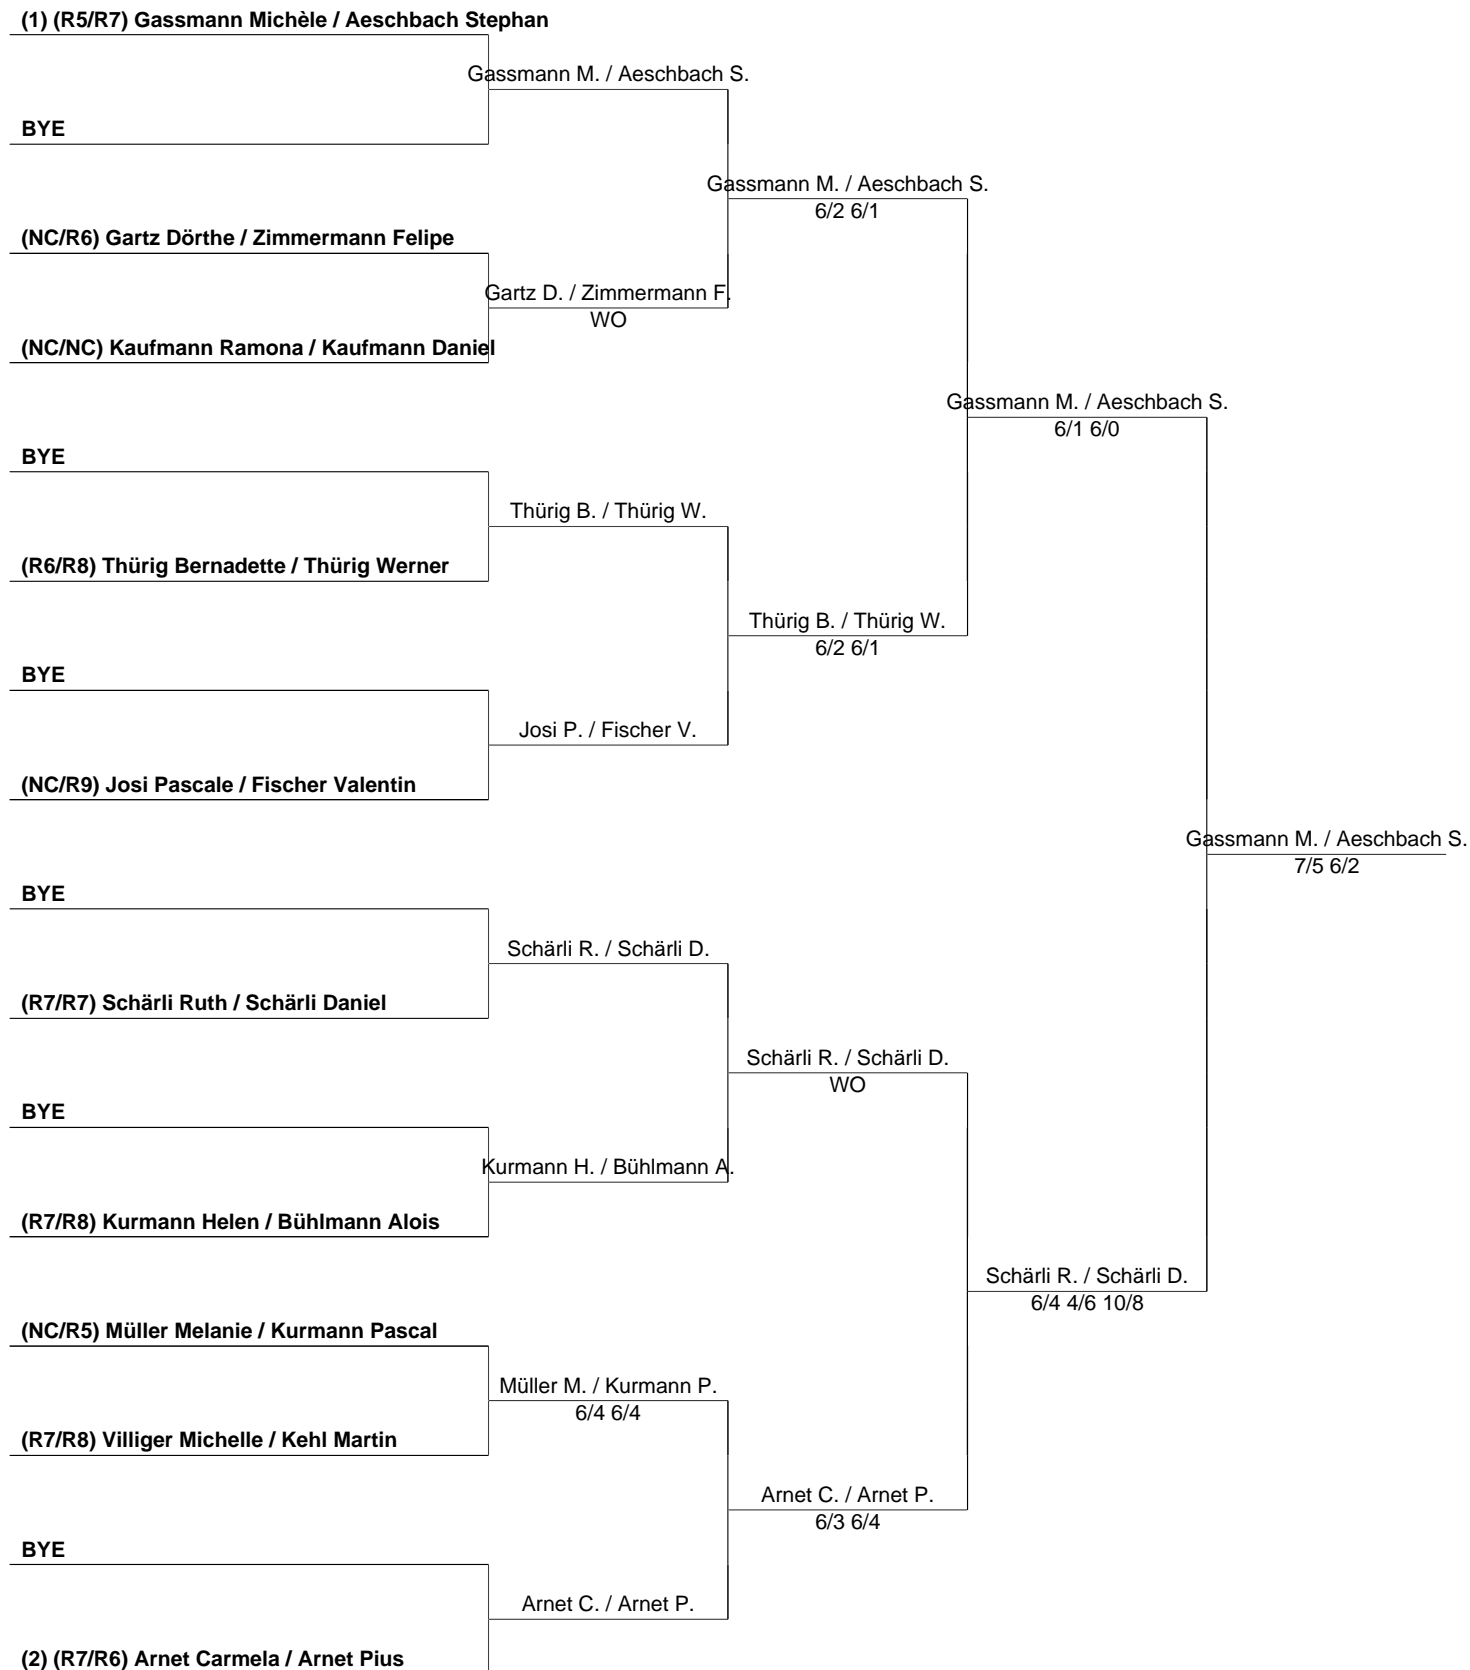 (1) (R5/R7) Gassmann Michèle / Aeschbach Stephan
Gassmann M. / Aeschbach S.
BYE
Gassmann M. / Aeschbach S.
6/2 6/1
(NC/R6) Gartz Dörthe / Zimmermann Felipe
Gartz D. / Zimmermann F.
WO
(NC/NC) Kaufmann Ramona / Kaufmann Daniel
Gassmann M. / Aeschbach S.
6/1 6/0
BYE
Thürig B. / Thürig W.
(R6/R8) Thürig Bernadette / Thürig Werner
Thürig B. / Thürig W.
6/2 6/1
BYE
Josi P. / Fischer V.
(NC/R9) Josi Pascale / Fischer Valentin
Gassmann M. / Aeschbach S.
7/5 6/2
BYE
Schärli R. / Schärli D.
(R7/R7) Schärli Ruth / Schärli Daniel
Schärli R. / Schärli D.
WO
BYE
Kurmann H. / Bühlmann A.
(R7/R8) Kurmann Helen / Bühlmann Alois
Schärli R. / Schärli D.
6/4 4/6 10/8
(NC/R5) Müller Melanie / Kurmann Pascal
Müller M. / Kurmann P.
6/4 6/4
(R7/R8) Villiger Michelle / Kehl Martin
Arnet C. / Arnet P.
6/3 6/4
BYE
Arnet C. / Arnet P.
(2) (R7/R6) Arnet Carmela / Arnet Pius